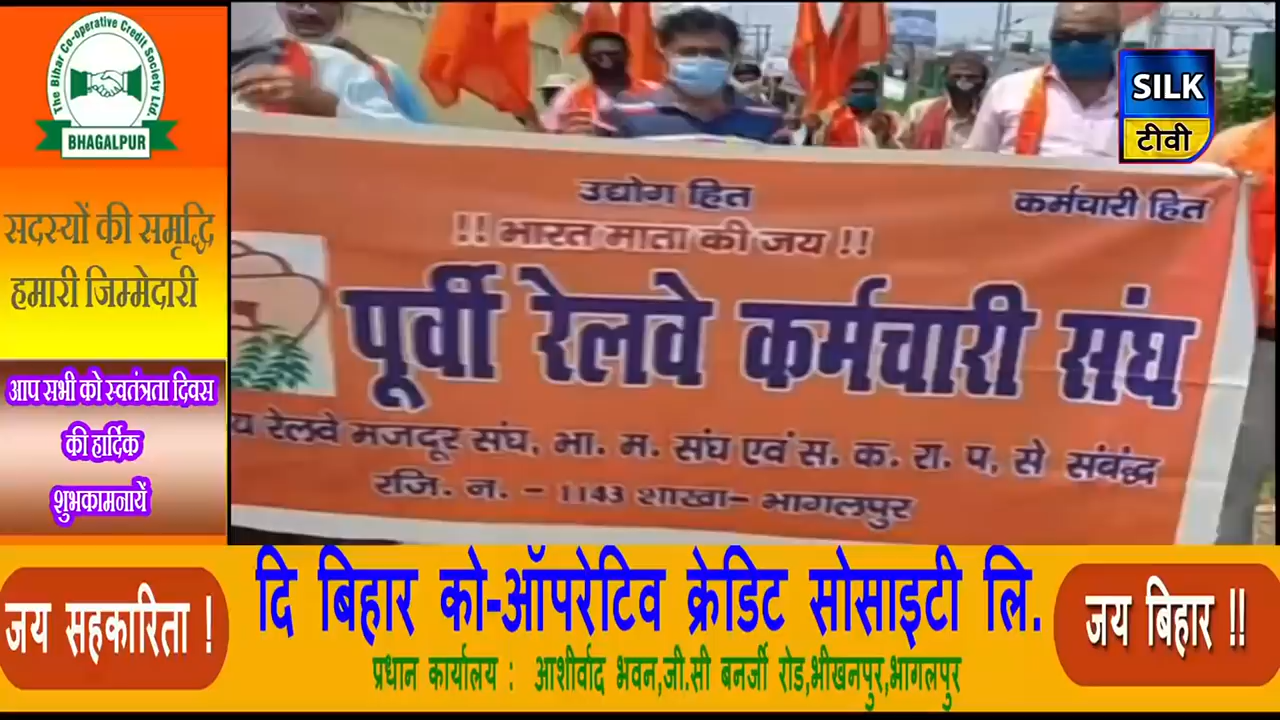 The Bihar Co-operative Credit Society Ltd.
BHAGALPUR
सदस्यों की समृद्धि
हमारी जिम्मेदारी
आप सभी को स्वतंत्रता दिवस
की हार्दिक
शुभकामनायें
SILK
टीवी
उद्योग हित
कर्मचारी हित
!! भारत माता की जय !!
पूर्वी रेलवे कर्मचारी संघ
य रेलवे मजदूर संघ, भा. म. संघ एवं स. क. रा. प. से संबंद्ध
रजि. न. - 1143 शाखा- भागलपुर
जय सहकारिता !
दि बिहार को-ऑपरेटिव क्रेडिट सोसाइटी लि.
प्रधान कार्यालय : आशीर्वाद भवन,जी.सी बनर्जी रोड,भीखनपुर,भागलपुर
जय बिहार !!